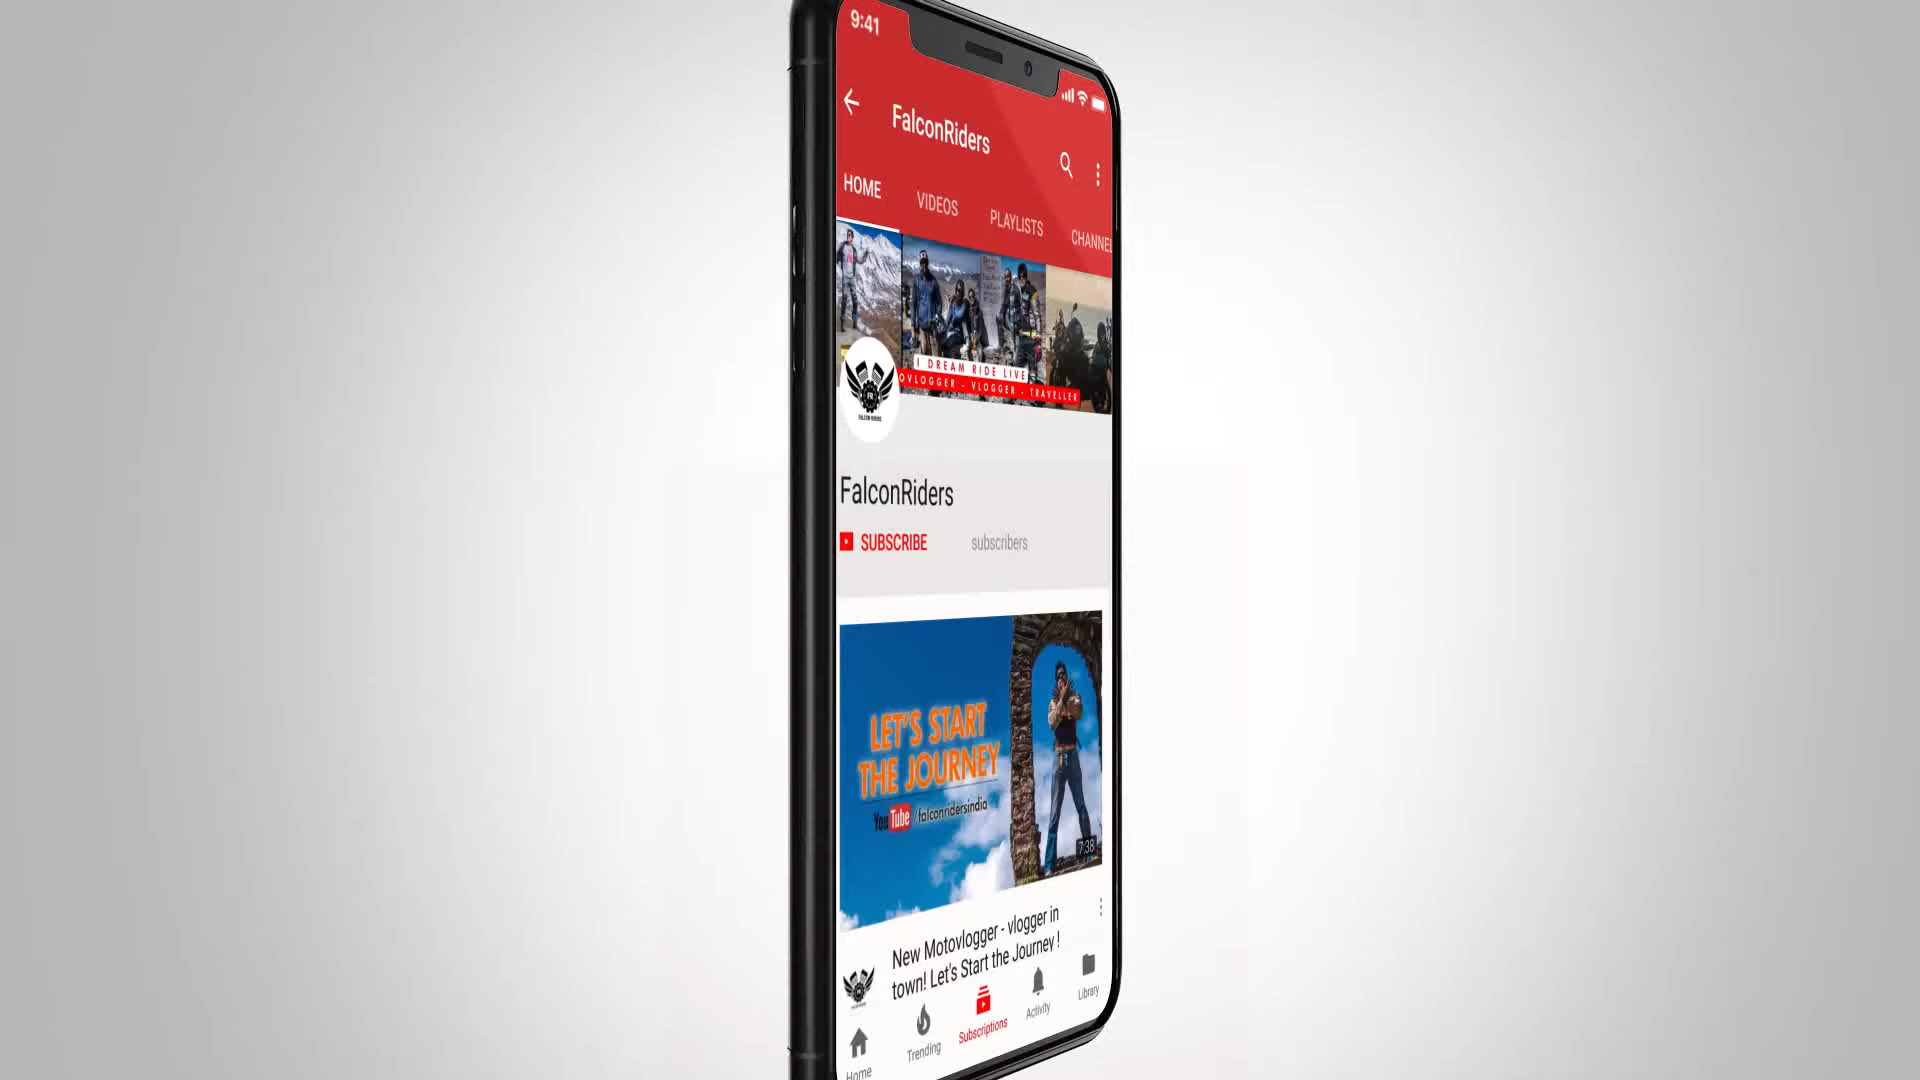 9:41
FalconRiders
HOME VIDEOS PLAYLISTS CHANNE
I DREAM RIDE LIVE
OVLOGGER - VLOGGER - TRAVELLER
FalconRiders
SUBSCRIBE subscribers
LET'S START
THE JOURNEY
YouTube /falconridersindia
7:38
New Motovlogger - vlogger in
town! Let's Start the Journey !
Home Trending Subscriptions Activity Library